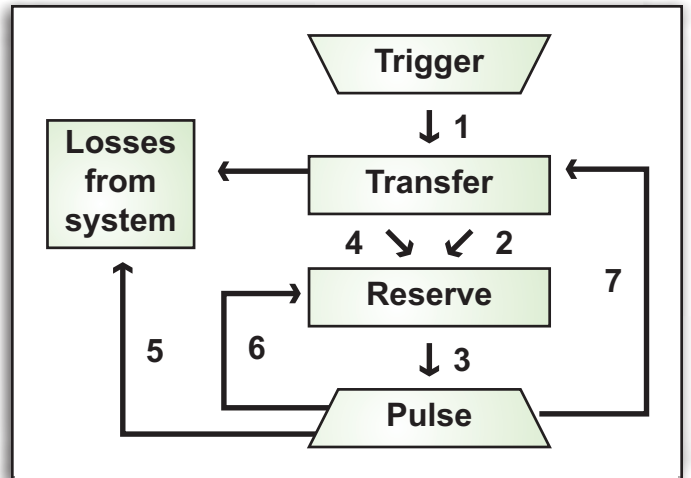 Trigger
1
Losses
from
system
Transfer
4
2
7
Reserve
5
6
3
Pulse